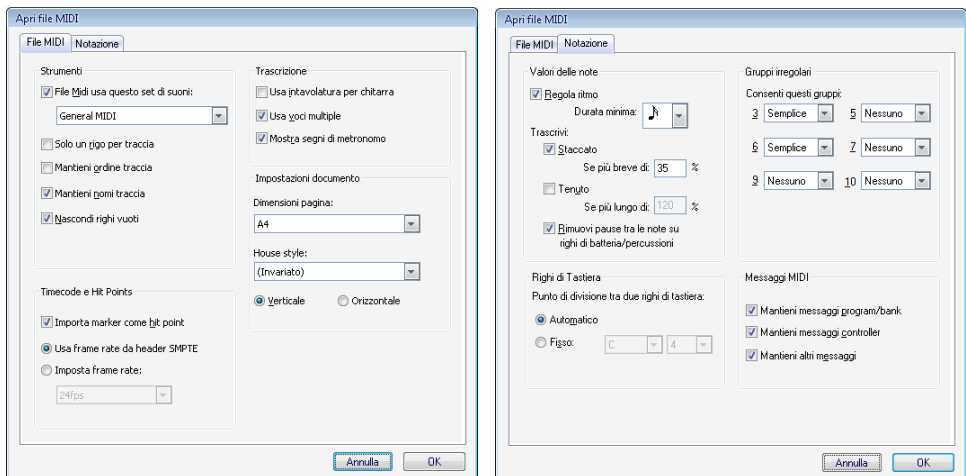 Apri file MIDI
File MIDI
Notazione
Strumenti
File Midi usa questo set di suoni:
General MIDI
Solo un rigo per traccia
Mantieni ordine traccia
Mantieni nomi traccia
Nascondi righi vuoti
Timecode e Hit Points
Importa marker come hit point
Usa frame rate da header SMPTE
Imposta frame rate:
24fps
Trascrizione
Usa intavolatura per chitarra
Usa voci multiple
Mostra segni di metronomo
Impostazioni documento
Dimensioni pagina:
A4
House style:
(Invariato)
Verticale
Orizzontale
Annulla
OK
Apri file MIDI
File MIDI
Notazione
Valori delle note
Regola ritmo
Durata minima:
Trascrivi:
Staccato
Se più breve di: 35 %
Tenuto
Se più lungo di: 120 %
Rimuovi pause tra le note su
righi di batteria/percussioni
Righi di Tastiera
Punto di divisione tra due righi di tastiera:
Automatico
Fisso: C 4
Gruppi irregolari
Consenti questi gruppi:
3 Semplice 5 Nessuno
6 Semplice 7 Nessuno
9 Nessuno 10 Nessuno
Messaggi MIDI
Mantieni messaggi program/bank
Mantieni messaggi controller
Mantieni altri messaggi
Annulla
OK